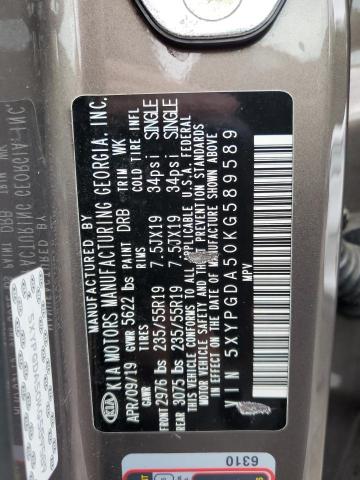 MANUFACTURED BY
KIA MOTORS MANUFACTURING GEORGIA, INC.
KIA
APR/09/19 GVWR 5622 lbs PAINT DRB TRIM WK
GAWR TIRES COLD TIRE INFL
FRONT 2976 lbs 235/55R19 7.5JX19 34psi SINGLE
REAR 3075 lbs 235/55R19 7.5JX19 34psi SINGLE
THIS VEHICLE CONFORMS TO ALL APPLICABLE U.S.A. FEDERAL
MOTOR VEHICLE SAFETY PREVENTION STANDARDS
IN EFFECT ON THE DATE OF MANUFACTURE SHOWN ABOVE
VIN 5XYPGDA50KG589589
MPV
6310